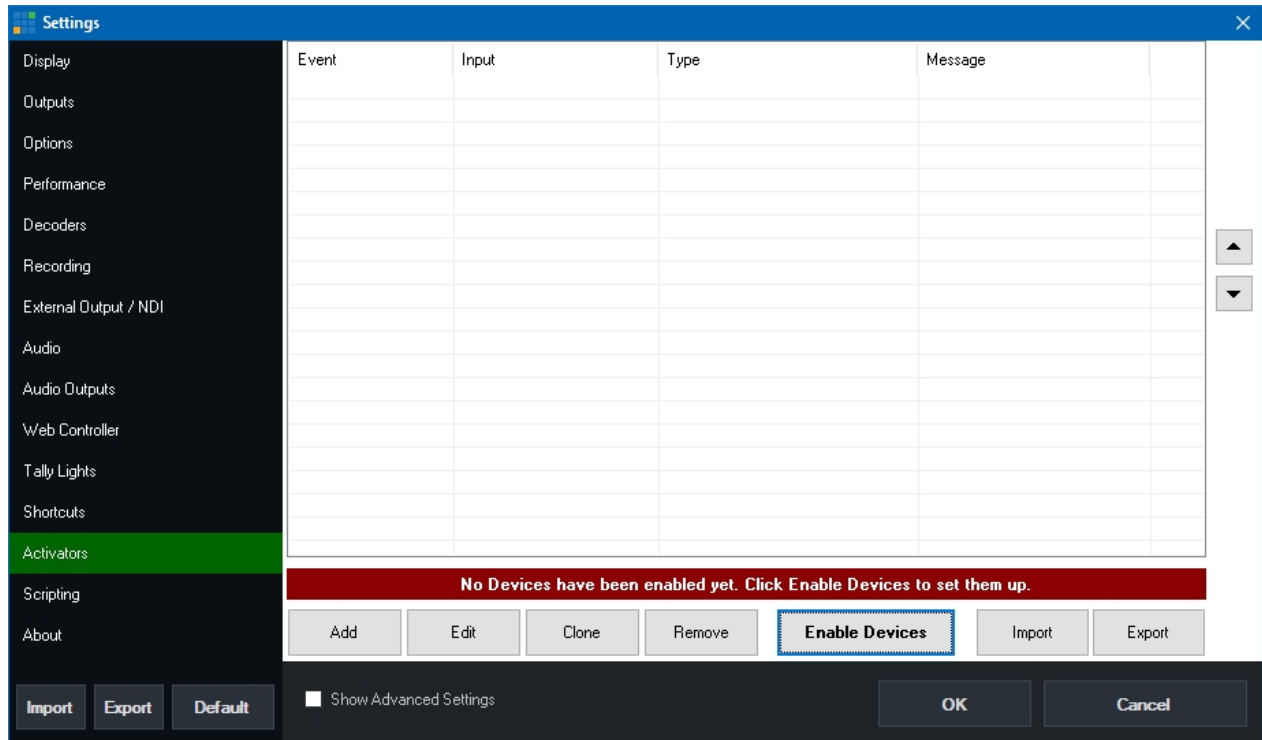 Settings
Display
Outputs
Options
Performance
Decoders
Recording
External Output / NDI
Audio
Audio Outputs
Web Controller
Tally Lights
Shortcuts
Activators
Scripting
About
Import Export Default
Event Input Type Message
No Devices have been enabled yet. Click Enable Devices to set them up.
Add Edit Clone Remove Enable Devices Import Export
Show Advanced Settings
OK Cancel